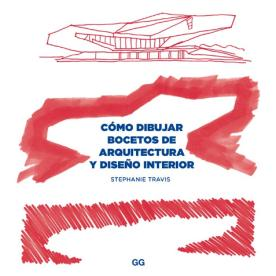 CÓMO DIBUJAR
BOCETOS DE
ARQUITECTURA
Y DISEÑO INTERIOR
STEPHANIE TRAVIS
GG